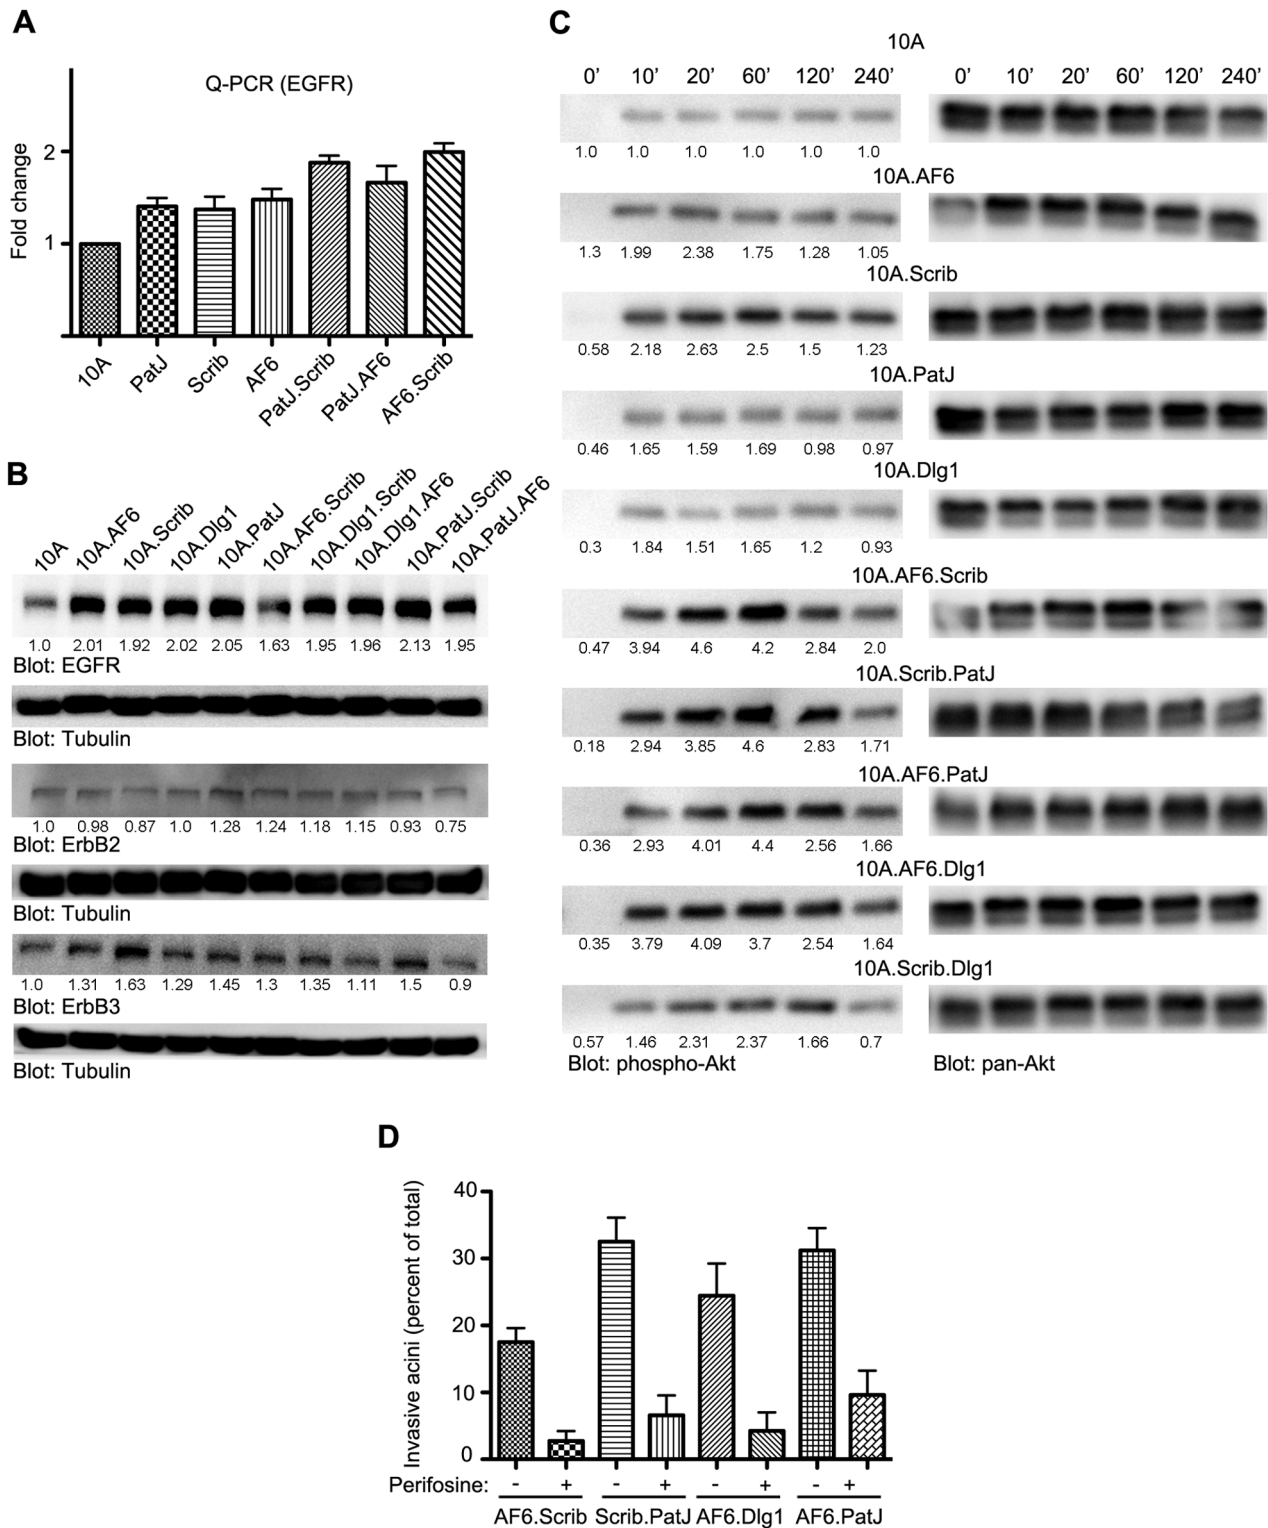 A
Q-PCR (EGFR)
Fold change
2
1
10A
PatJ
Scrib
AF6
PatJ.Scrib
PatJ.AF6
AF6.Scrib
B
10A
10A.AF6
10A.Scrib
10A.Dlg1
10A.PatJ
10A.AF6.Scrib
10A.Dlg1.Scrib
10A.Dlg1.AF6
10A.PatJ.Scrib
10A.PatJ.AF6
1.0 2.01 1.92 2.02 2.05 1.63 1.95 1.96 2.13 1.95
Blot: EGFR
Blot: Tubulin
1.0 0.98 0.87 1.0 1.28 1.24 1.18 1.15 0.93 0.75
Blot: ErbB2
Blot: Tubulin
1.0 1.31 1.63 1.29 1.45 1.3 1.35 1.11 1.5 0.9
Blot: ErbB3
Blot: Tubulin
C
10A
0’ 10’ 20’ 60’ 120’ 240’ 0’ 10’ 20’ 60’ 120’ 240’
1.0 1.0 1.0 1.0 1.0 1.0
10A.AF6
1.3 1.99 2.38 1.75 1.28 1.05
10A.Scrib
0.58 2.18 2.63 2.5 1.5 1.23
10A.PatJ
0.46 1.65 1.59 1.69 0.98 0.97
10A.Dlg1
0.3 1.84 1.51 1.65 1.2 0.93
10A.AF6.Scrib
0.47 3.94 4.6 4.2 2.84 2.0
10A.Scrib.PatJ
0.18 2.94 3.85 4.6 2.83 1.71
10A.AF6.PatJ
0.36 2.93 4.01 4.4 2.56 1.66
10A.AF6.Dlg1
0.35 3.79 4.09 3.7 2.54 1.64
10A.Scrib.Dlg1
0.57 1.46 2.31 2.37 1.66 0.7
Blot: phospho-Akt Blot: pan-Akt
D
Invasive acini (percent of total)
40
30
20
10
0
Perifosine: - + - + - + - +
AF6.Scrib Scrib.PatJ AF6.Dlg1 AF6.PatJ